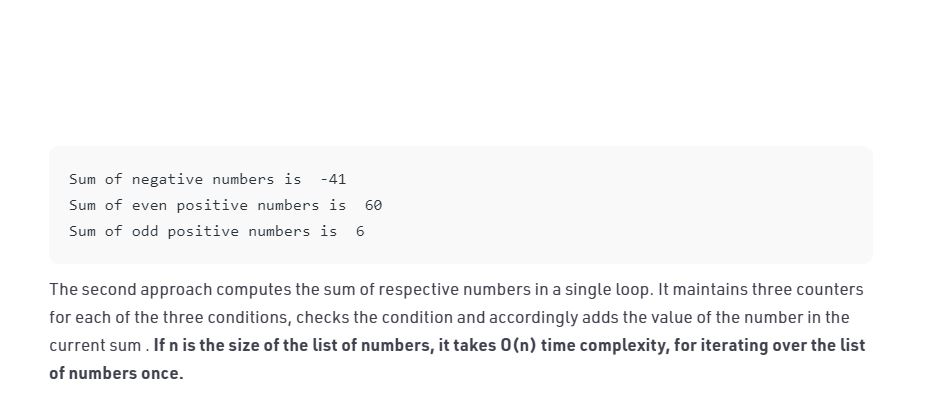 Sum of negative numbers is  -41
Sum of even positive numbers is  60
Sum of odd positive numbers is  6
The second approach computes the sum of respective numbers in a single loop. It maintains three counters
for each of the three conditions, checks the condition and accordingly adds the value of the number in the
current sum . If n is the size of the list of numbers, it takes O(n) time complexity, for iterating over the list
of numbers once.